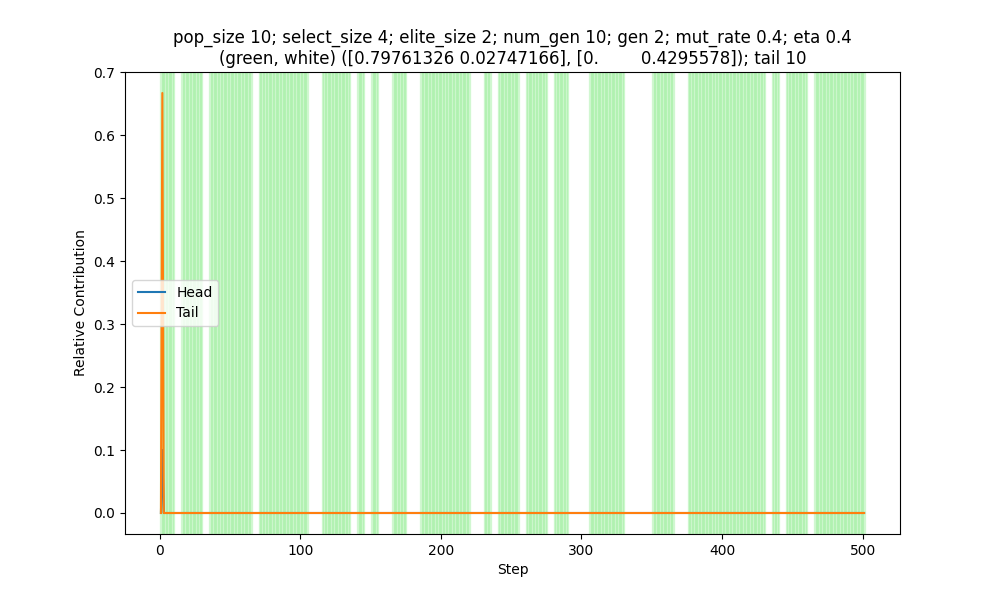 pop_size 10; select_size 4; elite_size 2; num_gen 10; gen 2; mut_rate 0.4; eta 0.4
(green, white) ([0.79761326 0.02747166], [0.        0.4295578]); tail 10
0.7
0.6
0.5
0.4
0.3
0.2
0.1
0.0
Relative Contribution
Head
Tail
0
100
200
300
400
500
Step